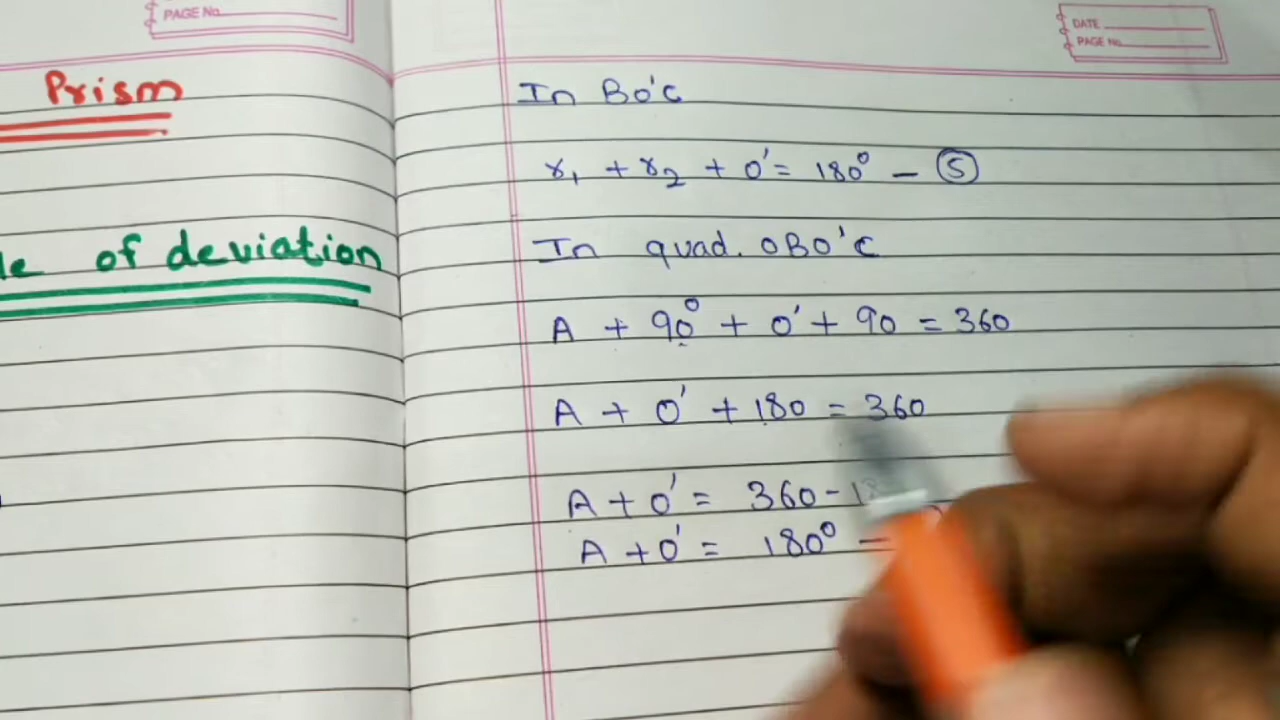 PAGE No.
DATE
PAGE No.
Prism
of deviation
In BO'C
r₁ + r₂ + O' = 180° — ⑤
In quad. OBO'C
A + 90° + O' + 90 = 360
A + O' + 180 = 360
A + O' = 360 - 18
A + O' = 180° —